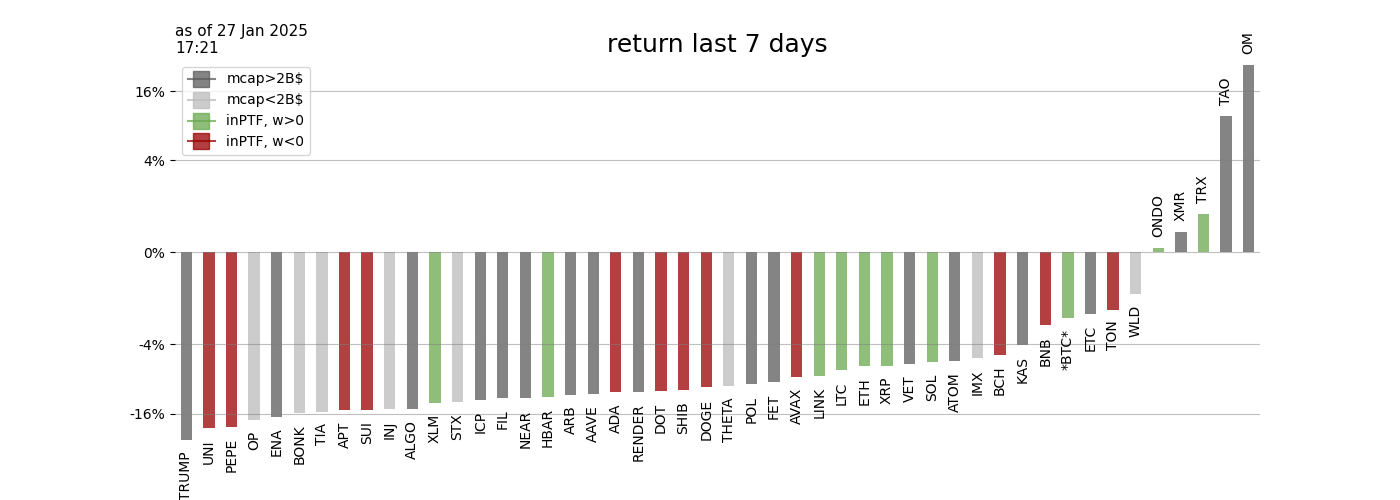 as of 27 Jan 2025
17:21
return last 7 days
mcap>2B$
mcap<2B$
inPTF, w>0
inPTF, w<0
16%
4%
0%
-4%
-16%
TRUMP
UNI
PEPE
OP
ENA
BONK
TIA
APT
SUI
INJ
ALGO
XLM
STX
ICP
FIL
NEAR
HBAR
ARB
AAVE
ADA
RENDER
DOT
SHIB
DOGE
THETA
POL
FET
AVAX
LINK
LTC
ETH
XRP
VET
SOL
ATOM
IMX
BCH
KAS
BNB
*BTC*
ETC
TON
WLD
ONDO
XMR
TRX
TAO
OM